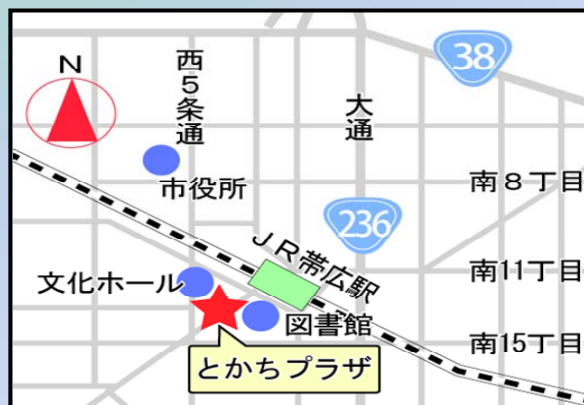 N
西5条通
大通
38
市役所
南8丁目
236
JR帯広駅
南11丁目
文化ホール
図書館
南15丁目
とかちプラザ